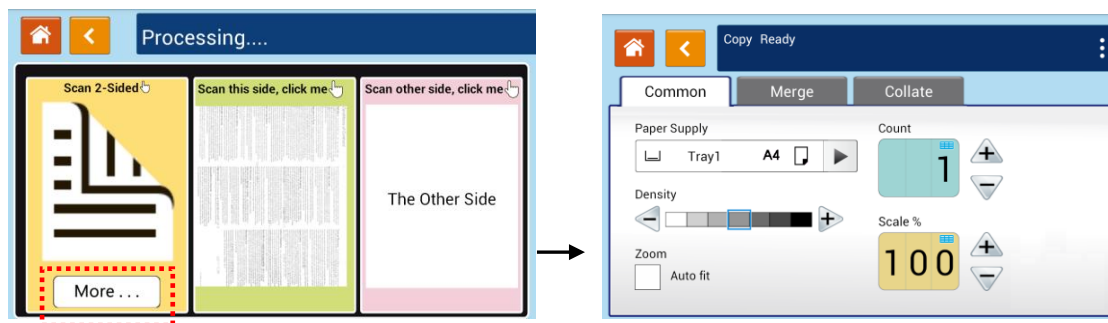 Processing....
Scan 2-Sided
Scan this side, click me
Scan other side, click me
The Other Side
More . . .
Copy Ready
Common
Merge
Collate
Paper Supply
Tray1 A4
Density
Zoom
Auto fit
Count
1
Scale %
100